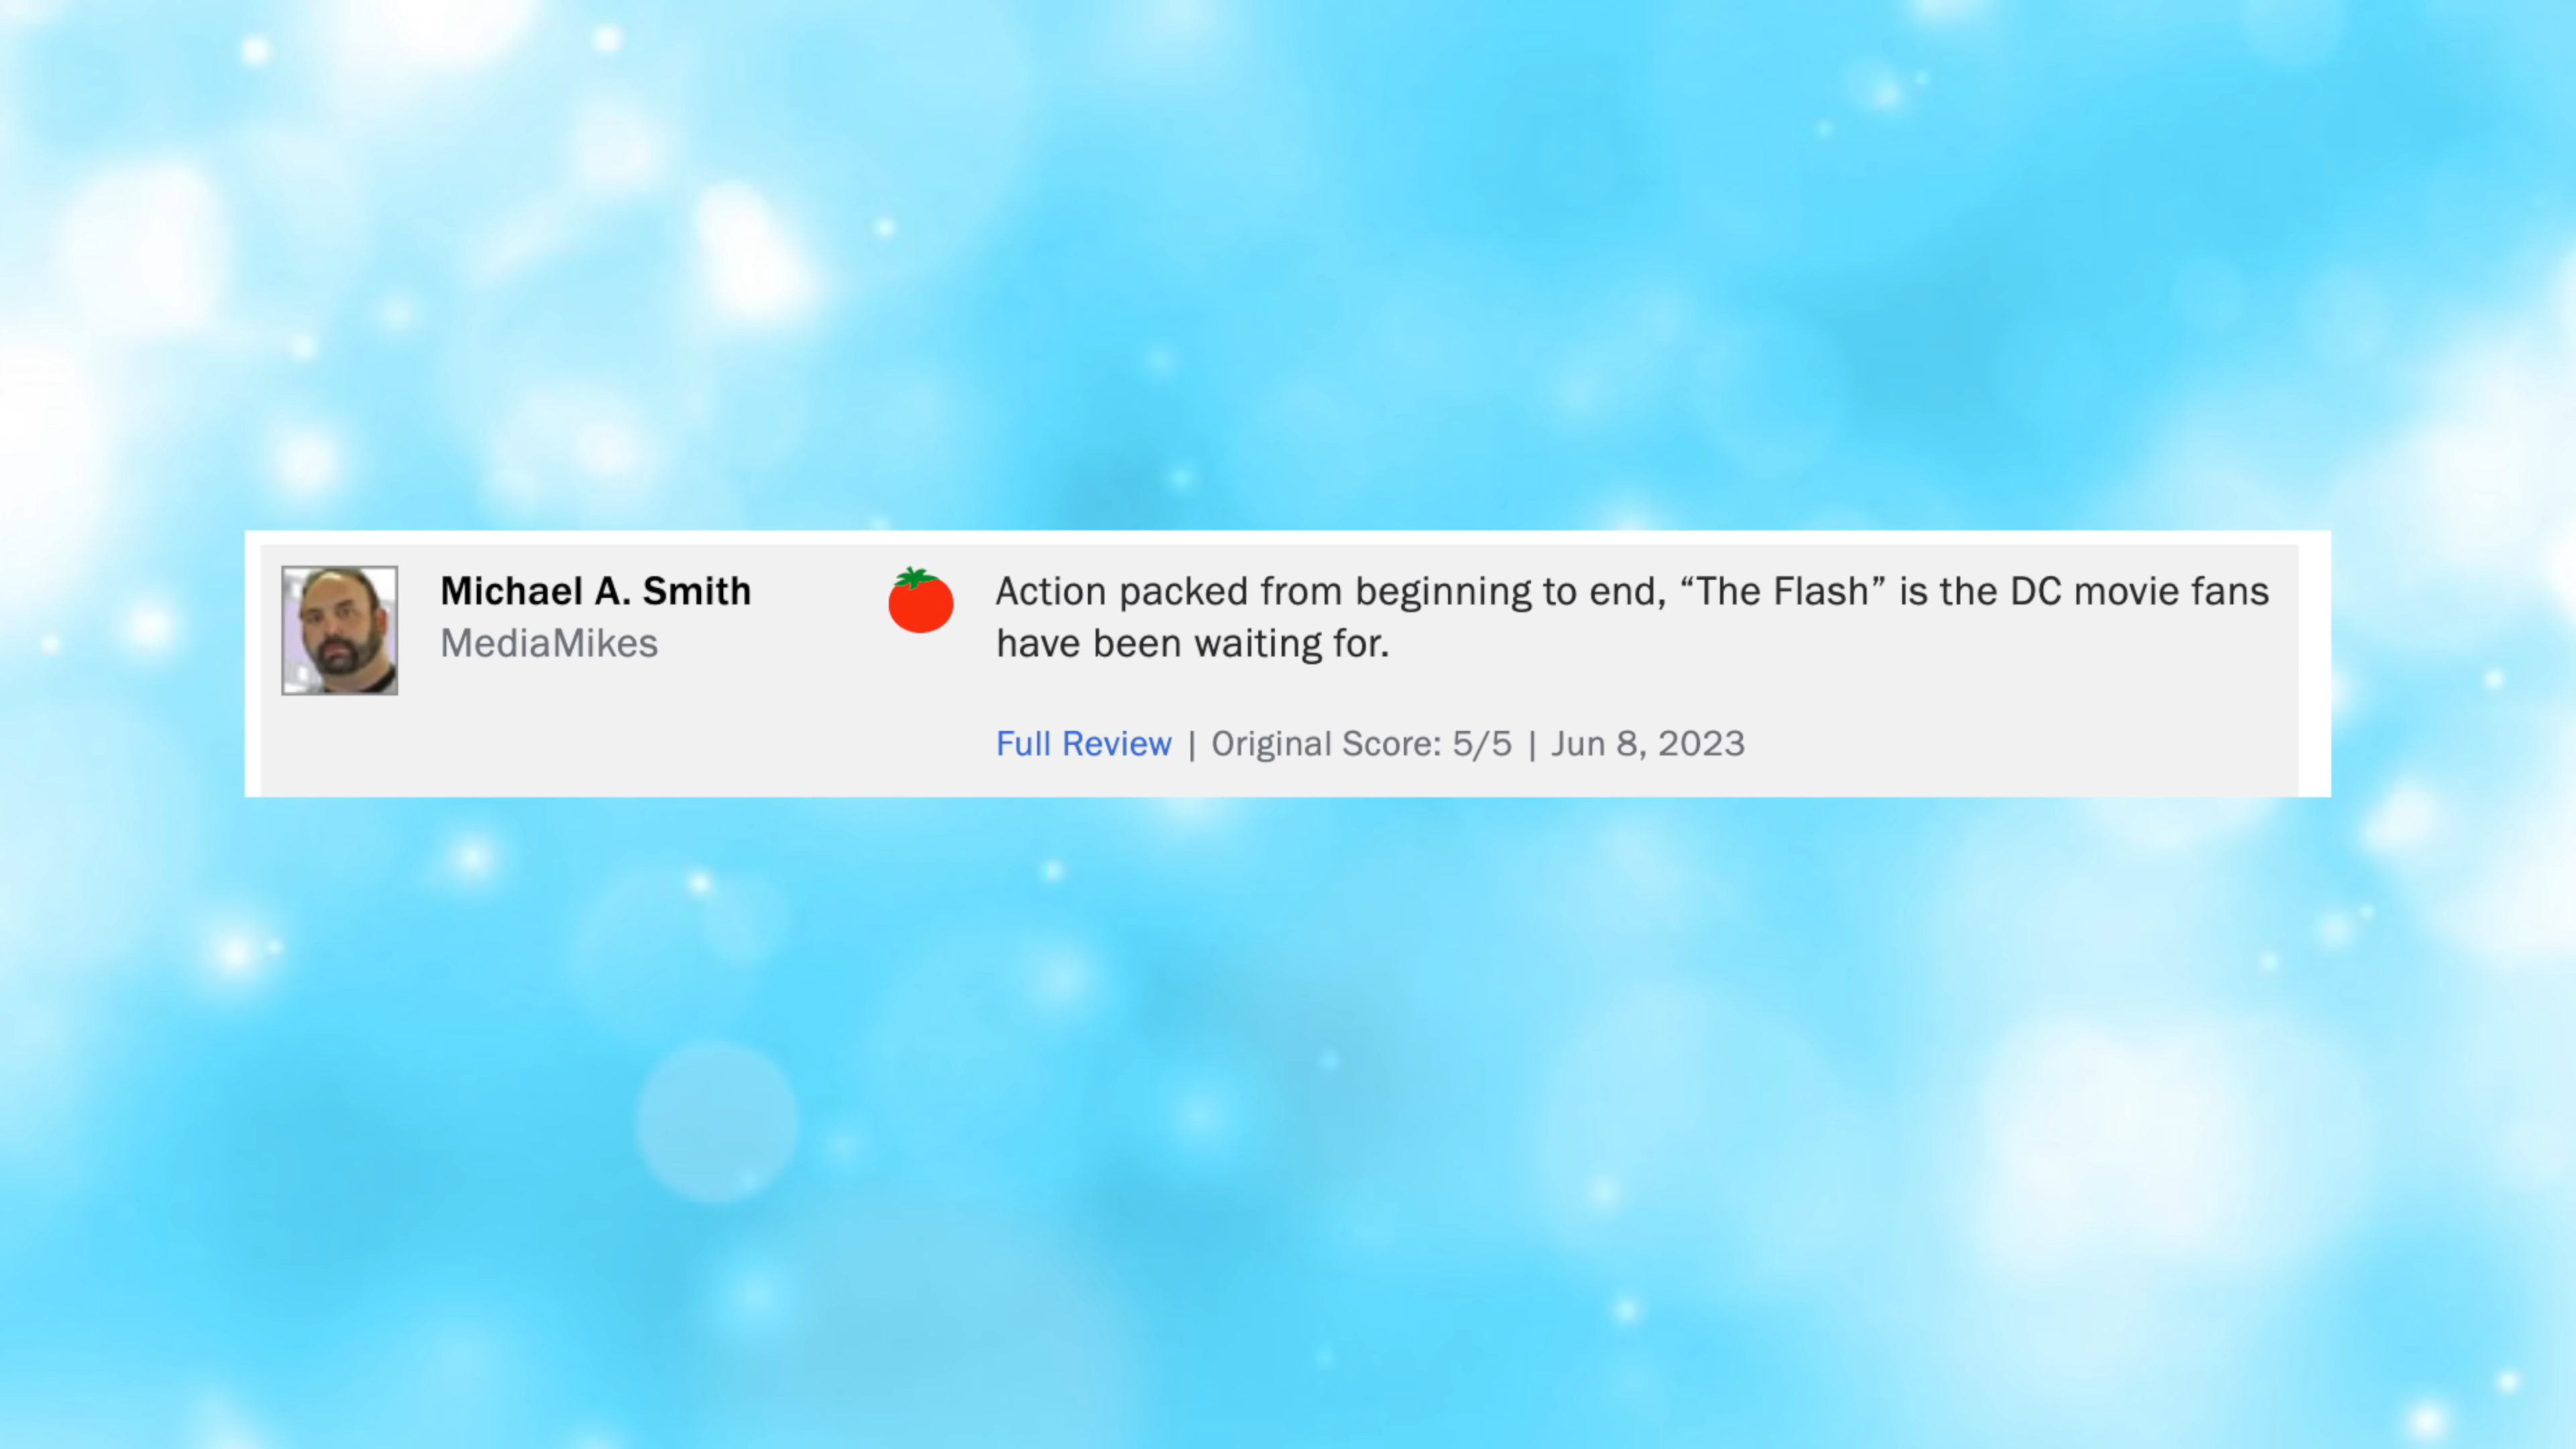 Michael A. Smith
MediaMikes
Action packed from beginning to end, “The Flash” is the DC movie fans
have been waiting for.
Full Review | Original Score: 5/5 | Jun 8, 2023